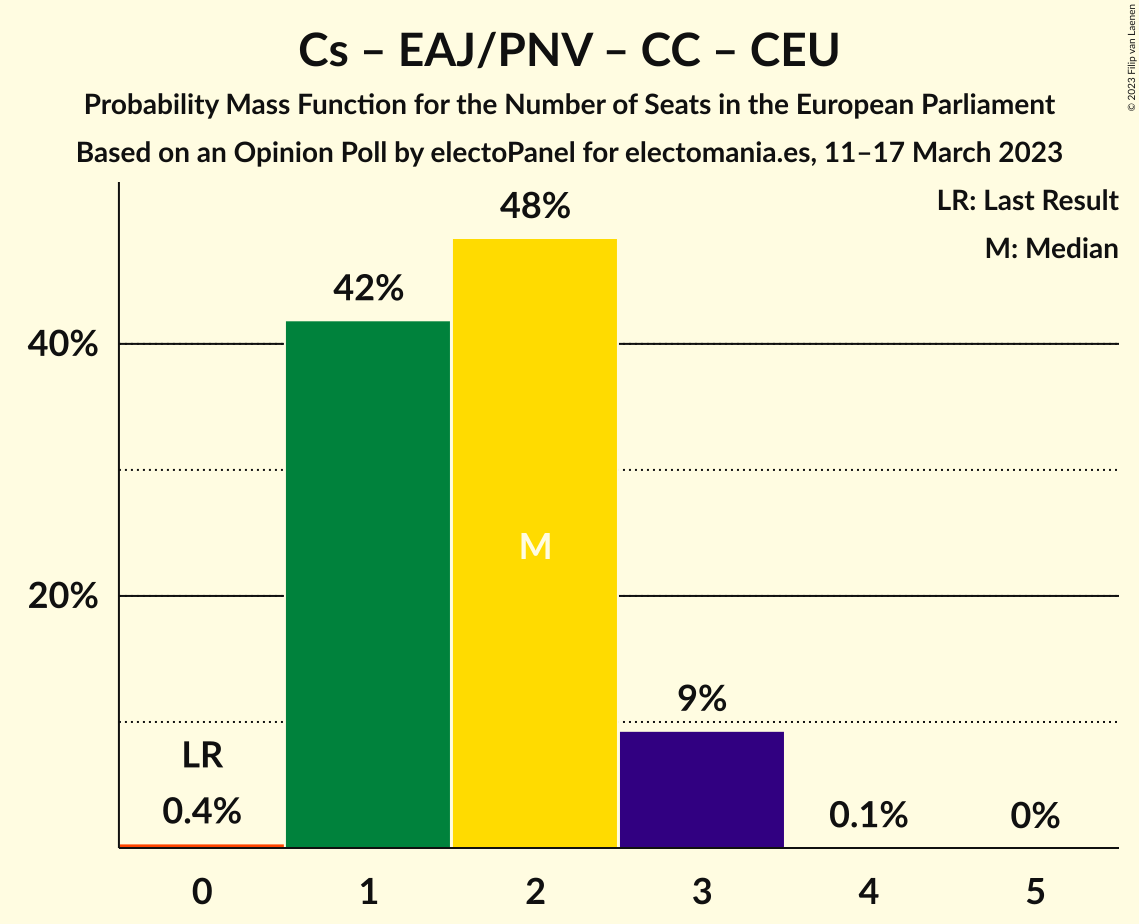 Cs – EAJ/PNV – CC – CEU
Probability Mass Function for the Number of Seats in the European Parliament
Based on an Opinion Poll by electoPanel for electomania.es, 11–17 March 2023
© 2023 Filip van Laenen
LR: Last Result
M: Median
48%
42%
40%
M
20%
9%
LR
0.4%
0.1%
0%
0 1 2 3 4 5